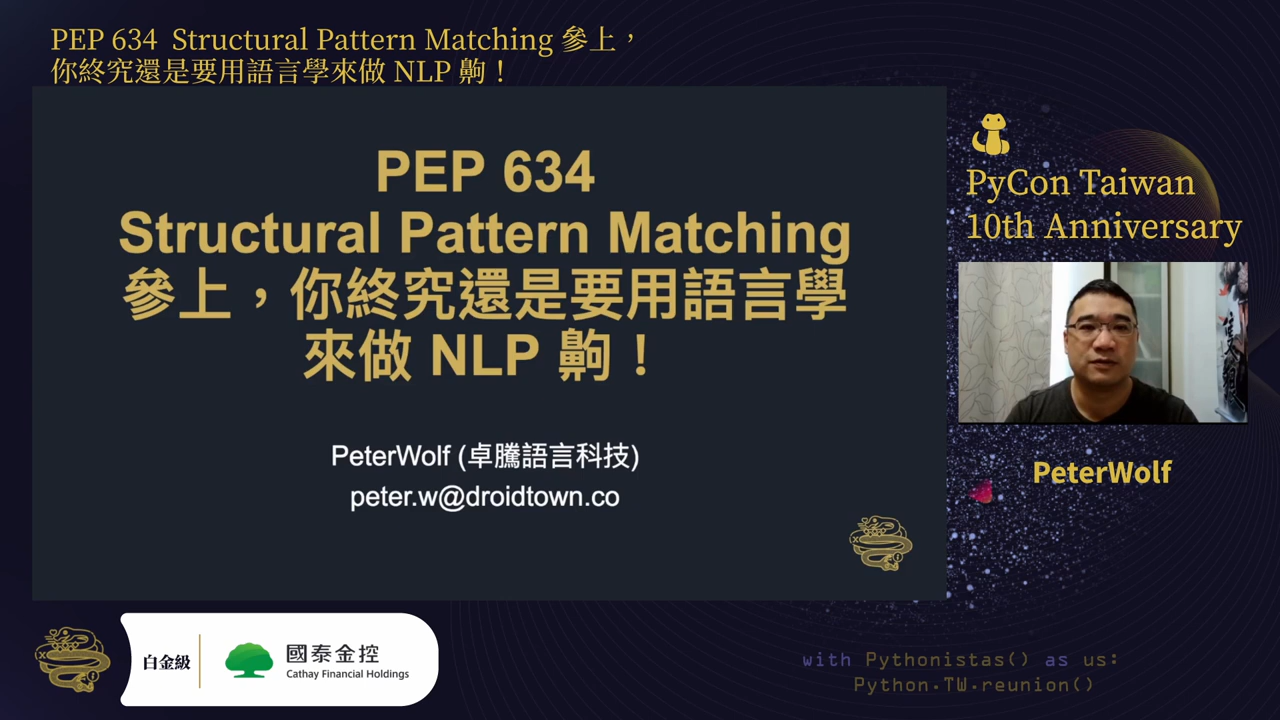 PEP 634 Structural Pattern Matching 參上，
你終究還是要用語言學來做 NLP 齁！
PEP 634
Structural Pattern Matching
參上，你終究還是要用語言學
來做 NLP 齁！
PeterWolf (卓騰語言科技)
peter.w@droidtown.co
PyCon Taiwan
10th Anniversary
PeterWolf
白金級
國泰金控
Cathay Financial Holdings
with Pythonistas() as us:
Python.TW.reunion()